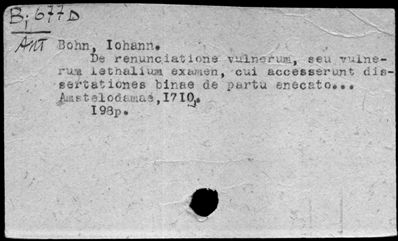 B; 677 D
Ant
Bohn, Iohann.
De renunciatione vulnerum, seu vulne-
rum lethalium examen, cui accesserunt dis-
sertationes binae de partu enecato...
Amstelodamae, 1710.
198p.